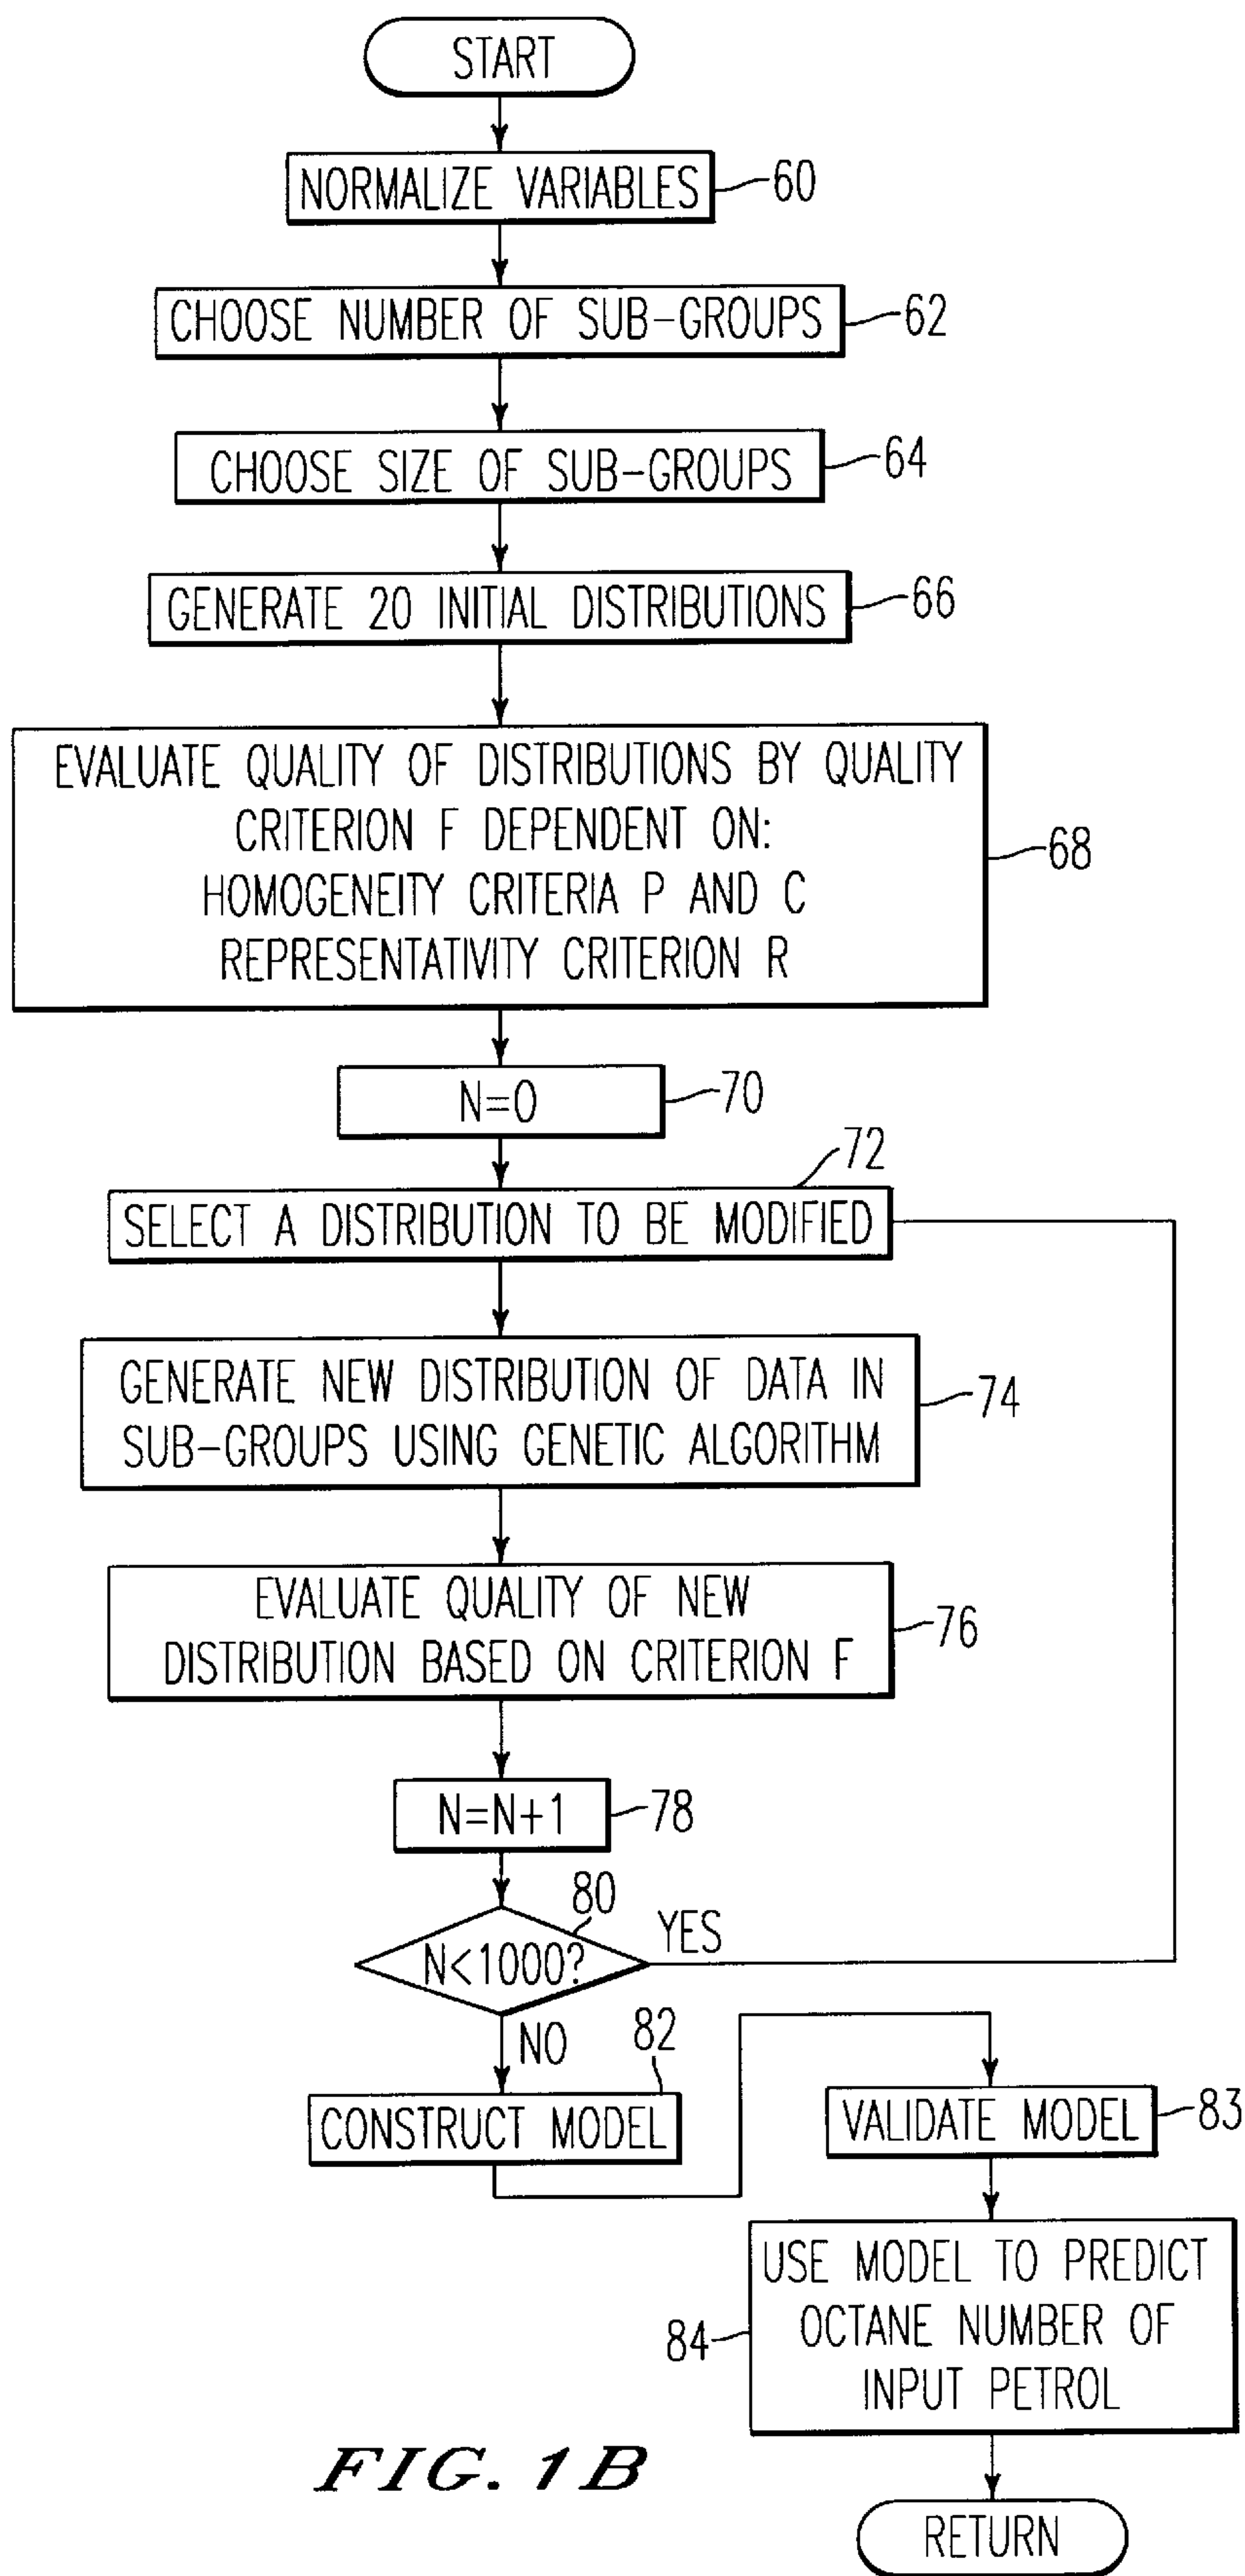 START
NORMALIZE VARIABLES
60
CHOOSE NUMBER OF SUB-GROUPS
62
CHOOSE SIZE OF SUB-GROUPS
64
GENERATE 20 INITIAL DISTRIBUTIONS
66
EVALUATE QUALITY OF DISTRIBUTIONS BY QUALITY
CRITERION F DEPENDENT ON:
HOMOGENEITY CRITERIA P AND C
REPRESENTATIVITY CRITERION R
68
N=0
70
72
SELECT A DISTRIBUTION TO BE MODIFIED
GENERATE NEW DISTRIBUTION OF DATA IN
SUB-GROUPS USING GENETIC ALGORITHM
74
EVALUATE QUALITY OF NEW
DISTRIBUTION BASED ON CRITERION F
76
N=N+1
78
80
N<1000?
YES
NO
82
CONSTRUCT MODEL
VALIDATE MODEL
83
USE MODEL TO PREDICT
OCTANE NUMBER OF
INPUT PETROL
84
RETURN
FIG. 1B